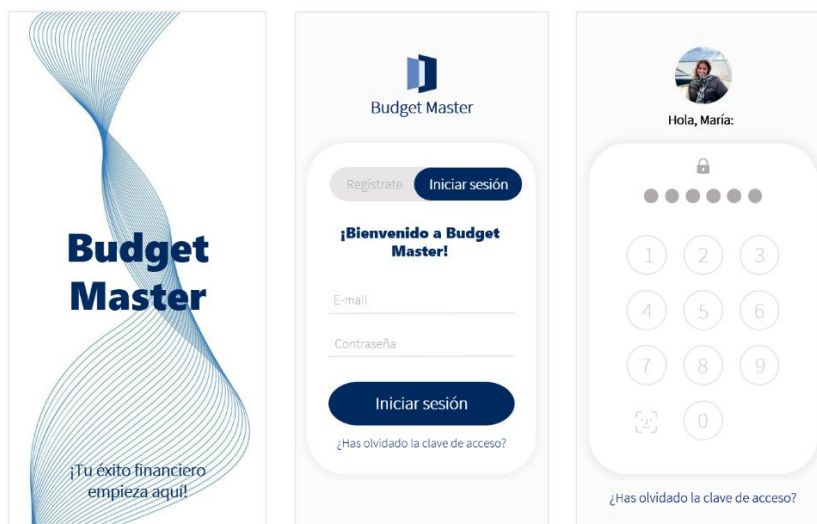 Budget
Master
¡Tu éxito financiero
empieza aquí!
Budget Master
Regístrate
Iniciar sesión
¡Bienvenido a Budget
Master!
E-mail
Contraseña
Iniciar sesión
¿Has olvidado la clave de acceso?
Hola, María:
1 2 3
4 5 6
7 8 9
0
¿Has olvidado la clave de acceso?